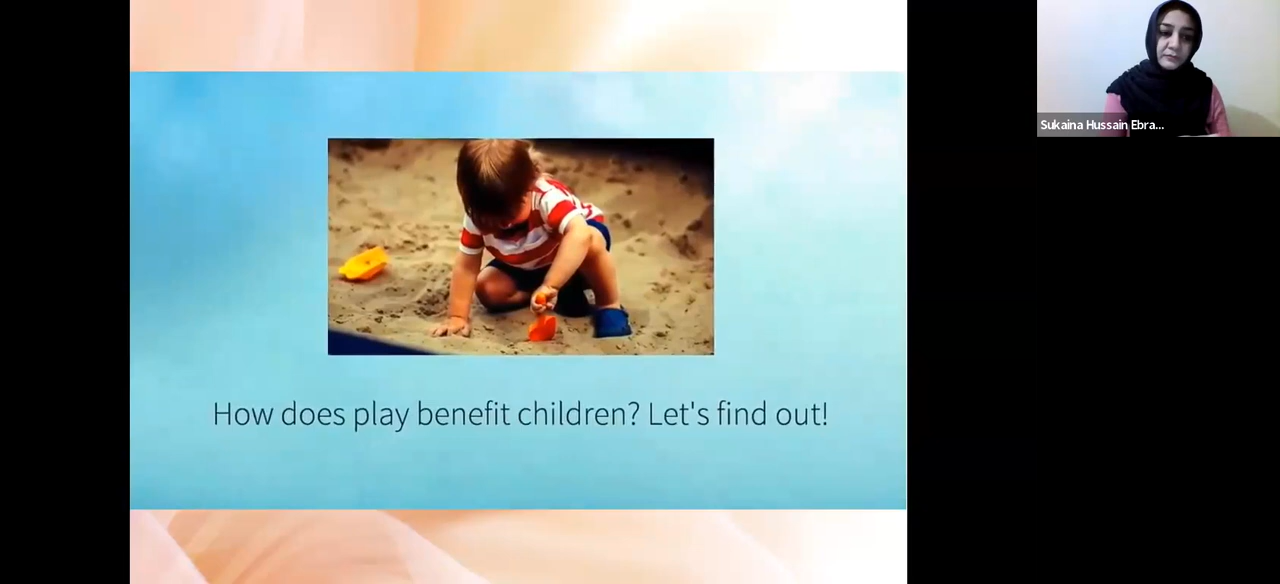 How does play benefit children? Let's find out!
Sukaina Hussain Ebra...